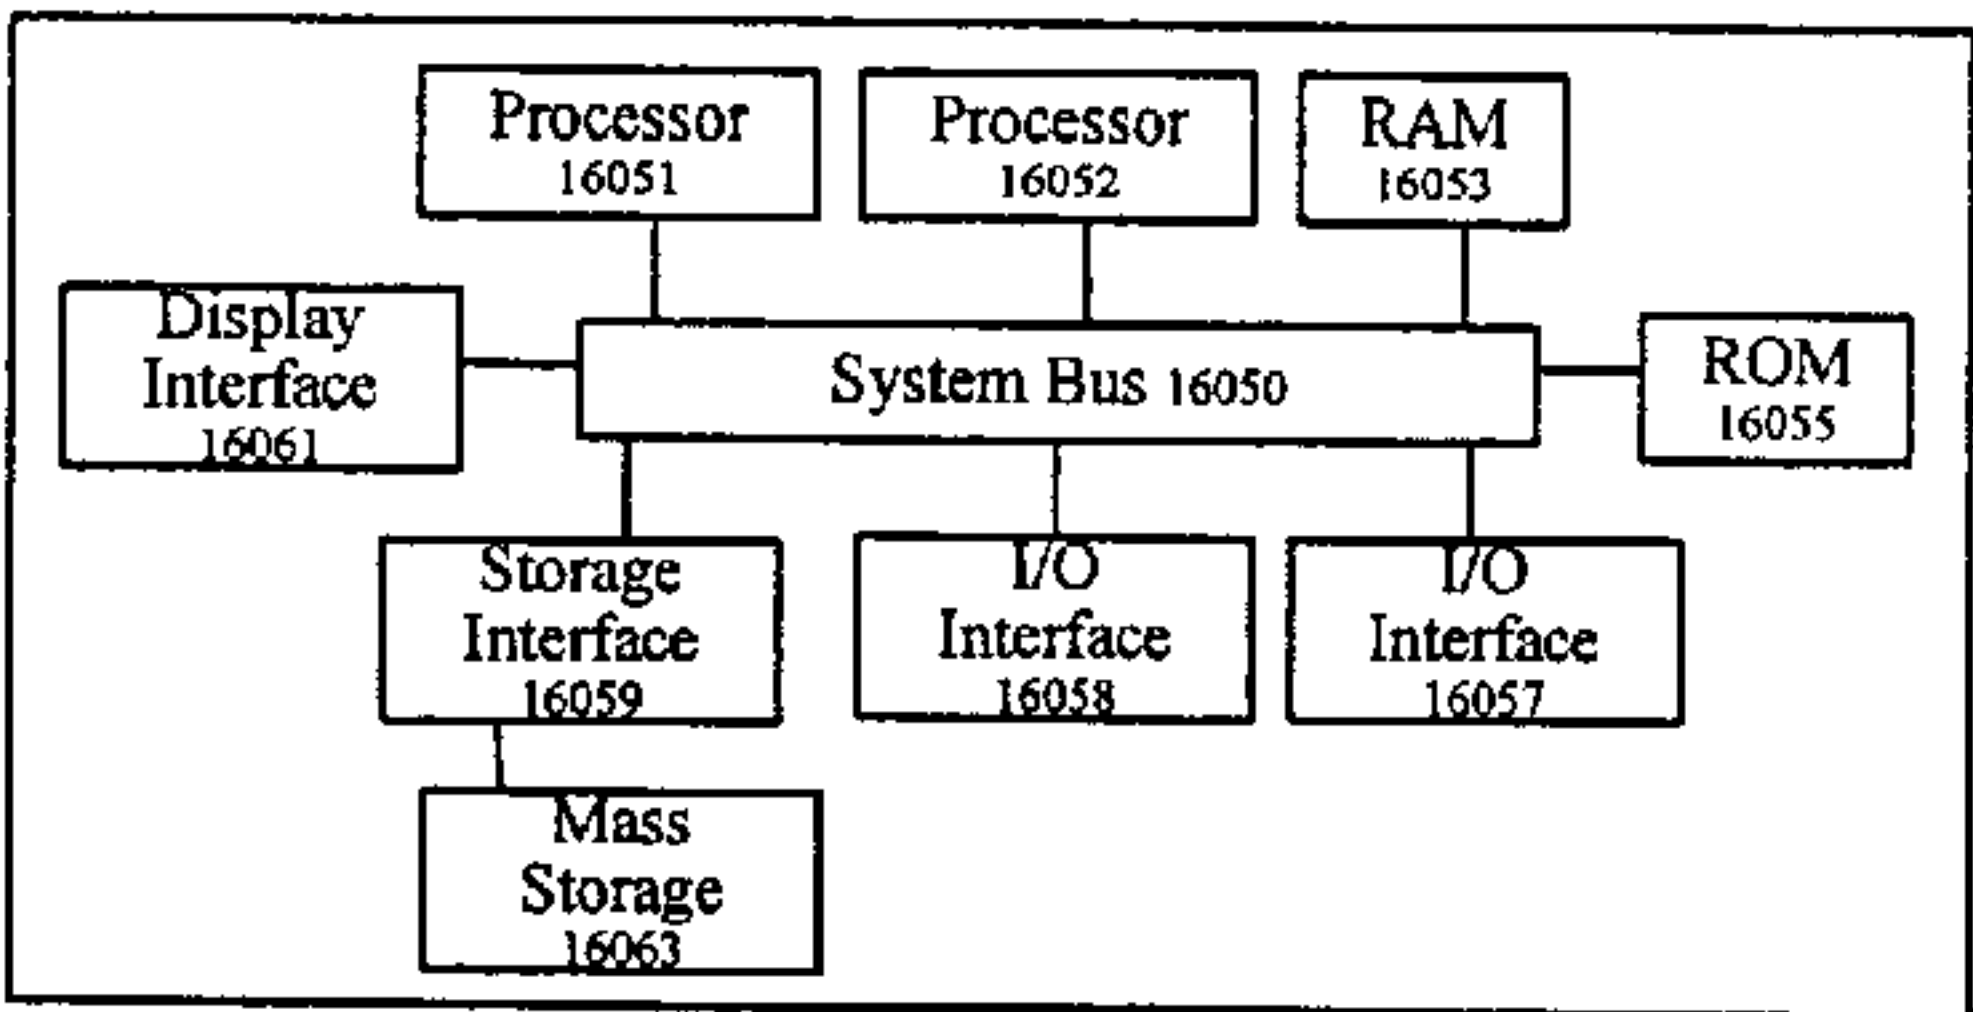 Processor
16051
Processor
16052
RAM
16053
Display
Interface
16061
System Bus 16050
ROM
16055
Storage
Interface
16059
I/O
Interface
16058
I/O
Interface
16057
Mass
Storage
16063